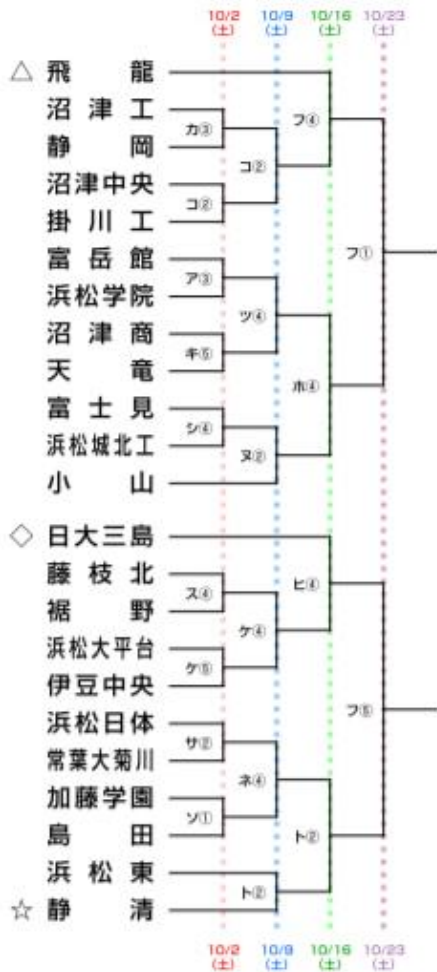 10/2 10/9 10/16 10/23
(土) (土) (土) (土)
△ 飛龍
沼津工
カ③
静岡
フ④
コ②
沼津中央
コ②
掛川工
富岳館
ア③
浜松学院
フ①
ツ④
沼津商
キ⑤
天竜
ホ④
富士見
シ④
浜松城北工
ヌ②
小山
◇ 日大三島
藤枝北
ス④
裾野
ヒ④
ケ④
浜松大平台
ケ⑤
伊豆中央
フ⑤
浜松日体
サ②
常葉大菊川
ネ④
加藤学園
ソ①
島田
ト②
浜松東
ト②
☆ 静清
10/2 10/9 10/16 10/23
(土) (土) (土) (土)